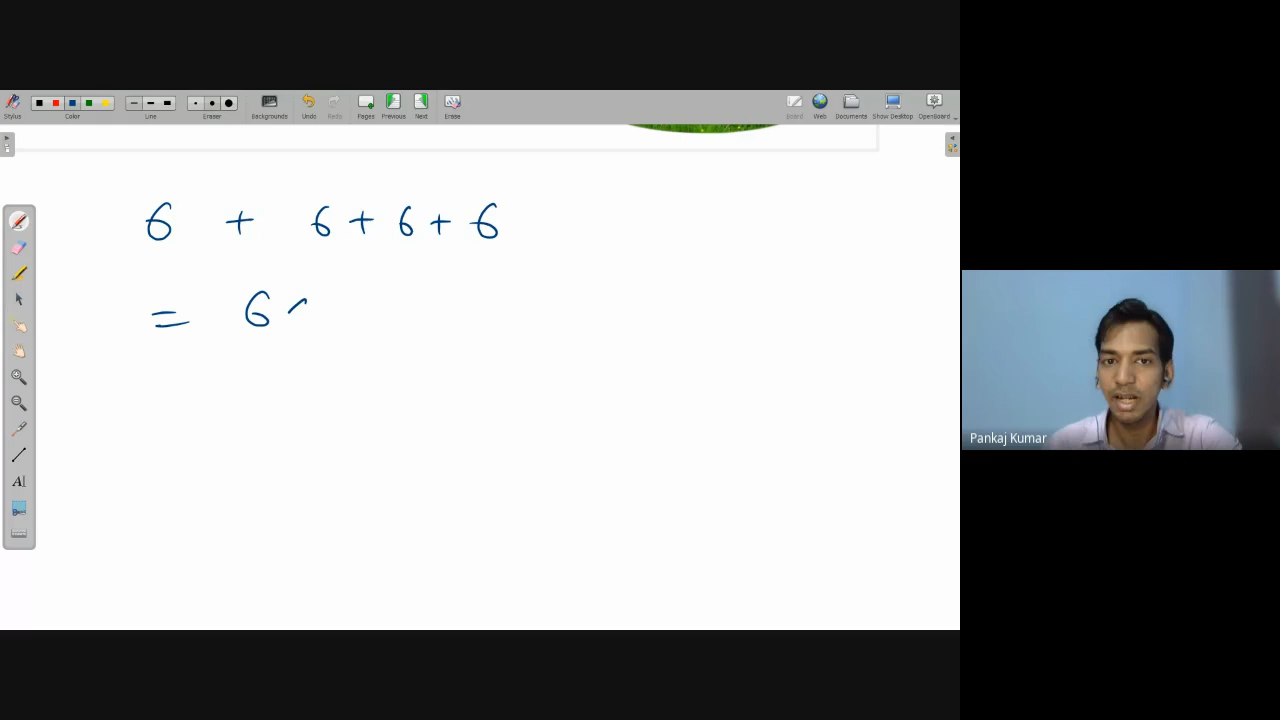 Stylus Color Line Eraser Backgrounds Undo Redo Pages Previous Next Erase Board Web Documents Show Desktop OpenBoard
6 + 6 + 6 + 6
= 6
Pankaj Kumar